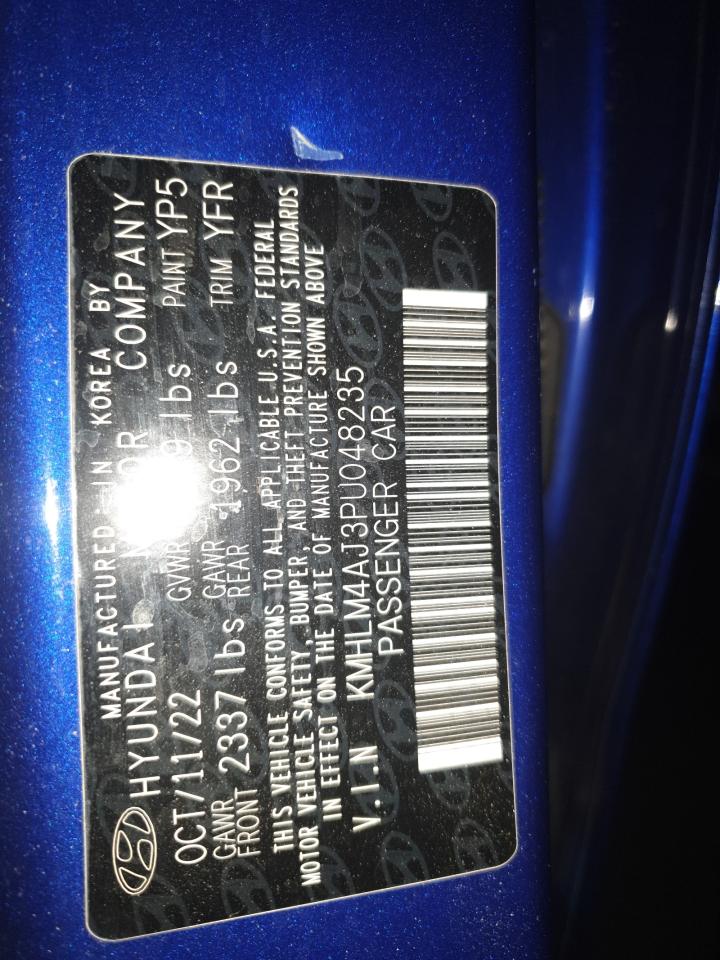 MANUFACTURED IN KOREA BY
HYUNDAI COMPANY
OCT/11/22 GVWR lbs PAINT YP5
GAWR FRONT 2337 lbs GAWR REAR 1962 lbs TRIM YFR
THIS VEHICLE CONFORMS TO ALL APPLICABLE U.S.A. FEDERAL
MOTOR VEHICLE SAFETY, BUMPER, AND THEFT PREVENTION STANDARDS
IN EFFECT ON THE DATE OF MANUFACTURE SHOWN ABOVE
V.I.N KMHLM4AJ3PU048235
PASSENGER CAR